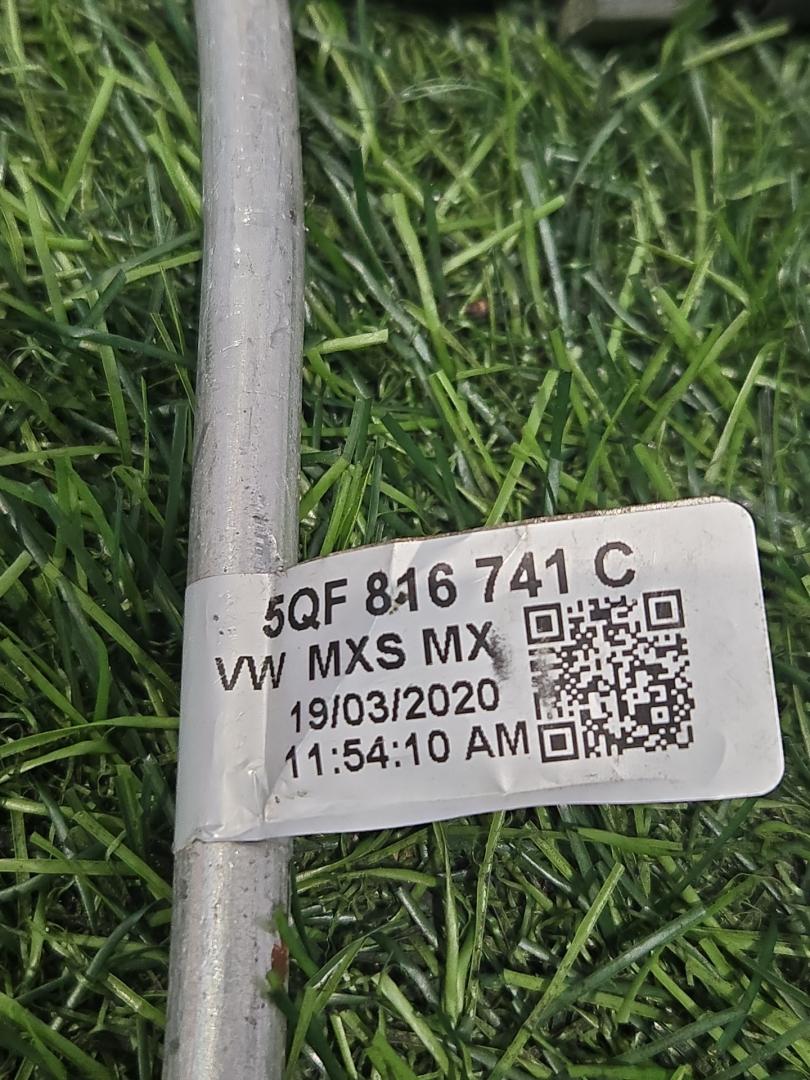 5QF 816 741 C
VW MXS MX
19/03/2020
11:54:10 AM